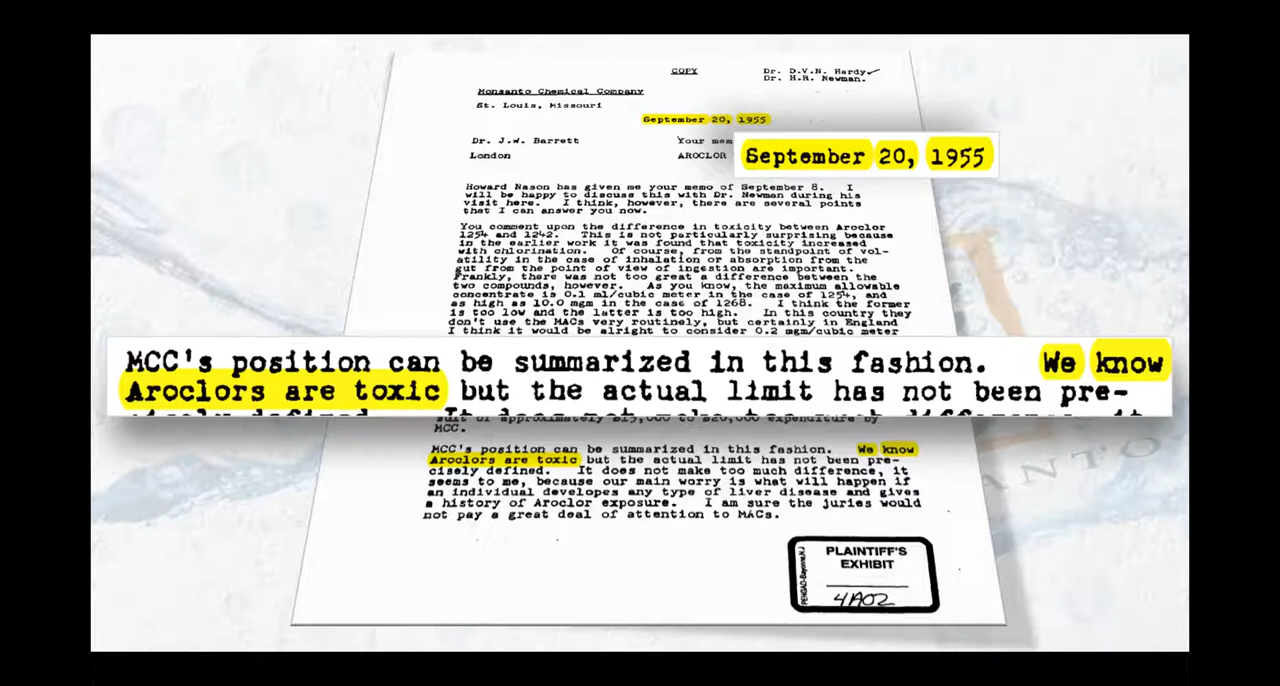 COPY
Dr. D.V.N. Hardy
Dr. H.R. Newman.
Monsanto Chemical Company
St. Louis, Missouri
September 20, 1955
Dr. J.W. Barrett
London
Your mem
AROCLOR
September 20, 1955
Howard Nason has given me your memo of September 8. I
will be happy to discuss this with Dr. Newman during his
visit here. I think, however, there are several points
that I can answer you now.
You comment upon the difference in toxicity between Aroclor
1254 and 1242. This is not particularly surprising because
in the earlier work it was found that toxicity increased
with chlorination. Of course, from the standpoint of vol-
atility in the case of inhalation or absorption from the
gut from the point of view of ingestion are important.
Frankly, there was not too great a difference between the
two compounds, however. As you know, the maximum allowable
concentrate is 0.1 ml/cubic meter in the case of 1254, and
as high as 10.0 mgm in the case of 1268. I think the former
is too low and the latter is too high. In this country they
don't use the MACs very routinely, but certainly in England
I think it would be alright to consider 0.2 mgm/cubic meter
MCC's position can be summarized in this fashion. We know
Aroclors are toxic but the actual limit has not been pre-
of approximately expenditure by
MCC.
MCC's position can be summarized in this fashion. We know
Aroclors are toxic but the actual limit has not been pre-
cisely defined. It does not make too much difference, it
seems to me, because our main worry is what will happen if
an individual developes any type of liver disease and gives
a history of Aroclor exposure. I am sure the juries would
not pay a great deal of attention to MACs.
PENGAD-Bayonne, N.J.
PLAINTIFF'S
EXHIBIT
4A02
ANTO